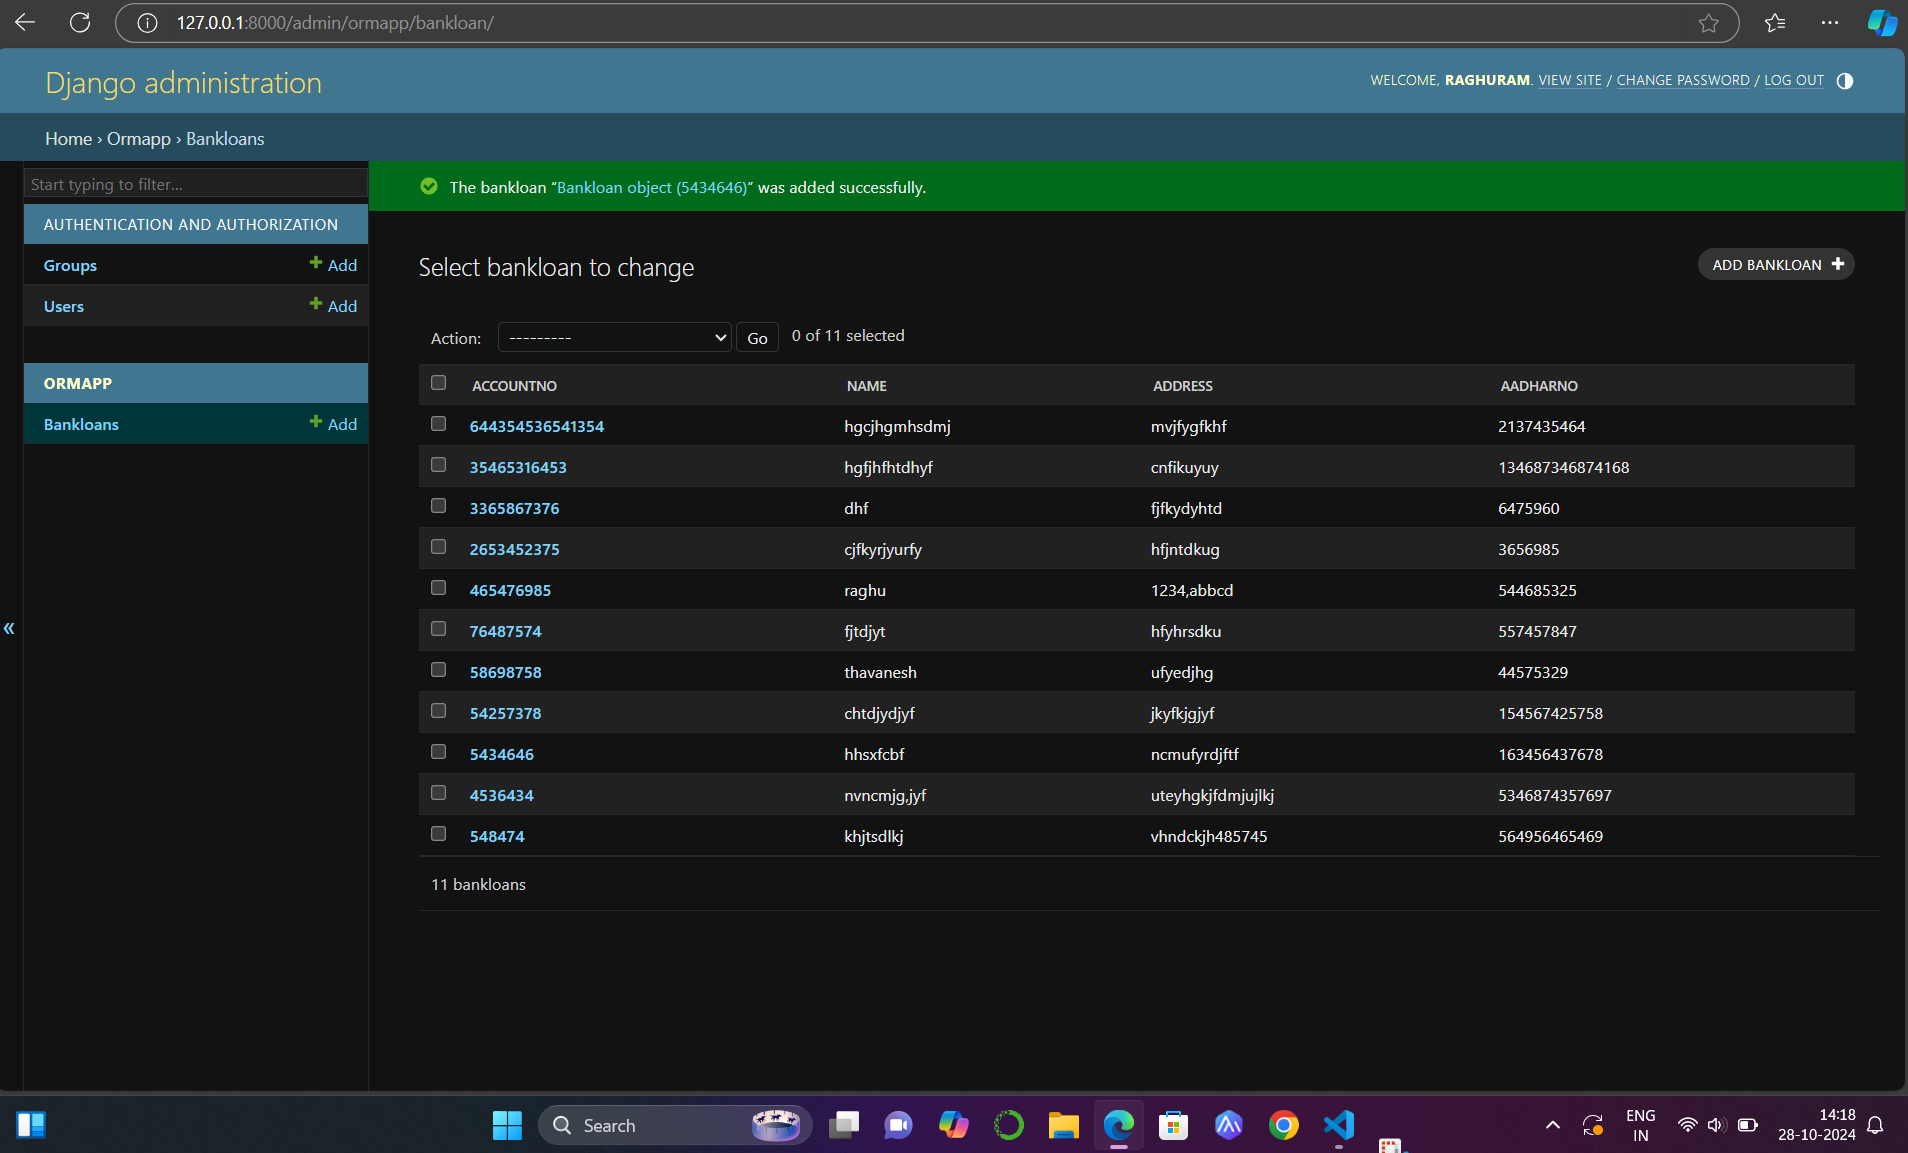 127.0.0.1:8000/admin/ormapp/bankloan/
Django administration
WELCOME, RAGHURAM. VIEW SITE / CHANGE PASSWORD / LOG OUT
Home › Ormapp › Bankloans
Start typing to filter...
The bankloan “Bankloan object (5434646)” was added successfully.
AUTHENTICATION AND AUTHORIZATION
Groups + Add
Users + Add
ORMAPP
Bankloans + Add
Select bankloan to change
ADD BANKLOAN +
Action: --------- Go 0 of 11 selected
ACCOUNTNO NAME ADDRESS AADHARNO
644354536541354 hgcjhgmhsdmj mvjfygfkhf 2137435464
35465316453 hgfjhfhtdhyf cnfikuyuy 134687346874168
3365867376 dhf fjfkydyhtd 6475960
2653452375 cjfkyrjyurfy hfjntdkug 3656985
465476985 raghu 1234,abbcd 544685325
76487574 fjtdjyt hfyhrsdku 557457847
58698758 thavanesh ufyedjhg 44575329
54257378 chtdjydjyf jkyfkjgjyf 154567425758
5434646 hhsxfcbf ncmufyrdjftf 163456437678
4536434 nvncmjg,jyf uteyhgkjfdmjujlkj 5346874357697
548474 khjtsdlkj vhndckjh485745 564956465469
11 bankloans
«
Search
ENG
IN
14:18
28-10-2024